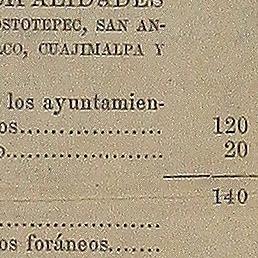 OSTOTEPEC, SAN AN-
CO, CUAJIMALPA Y
los ayuntamien-
os.................. 120
.................... 20
140
....................
os foráneos.......